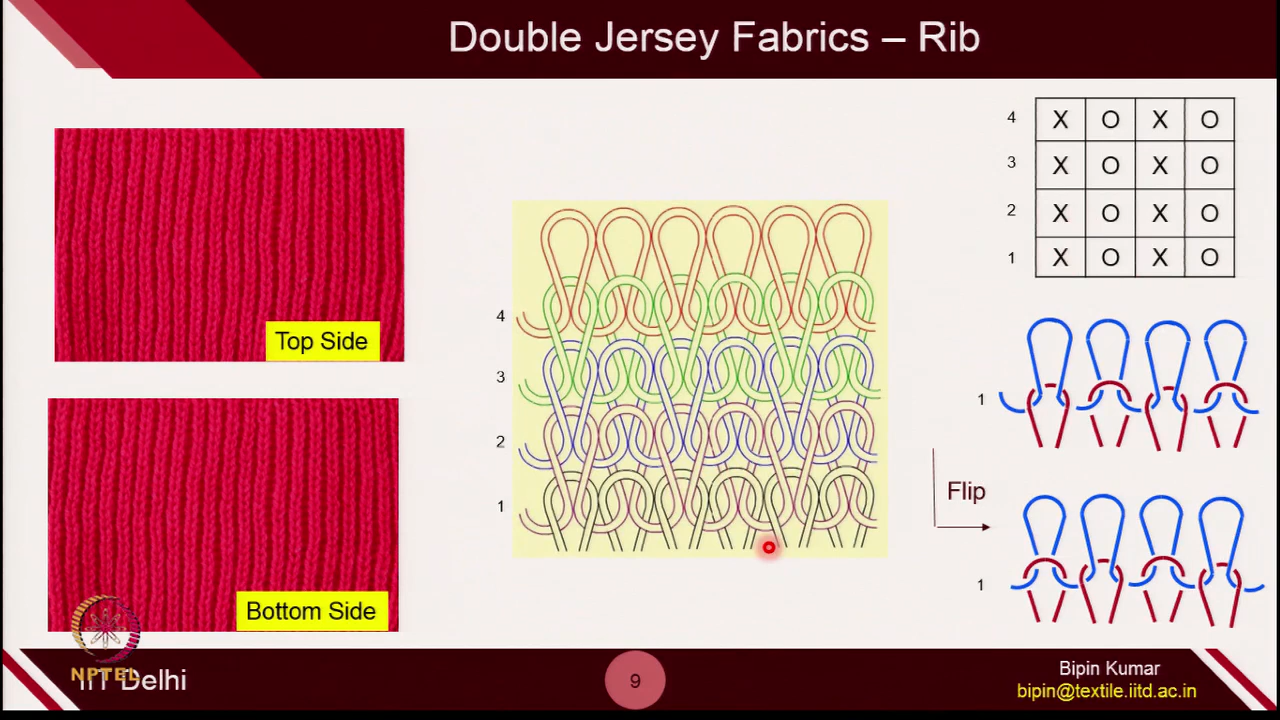 Double Jersey Fabrics – Rib
Top Side
Bottom Side
4
3
2
1
4 X O X O
3 X O X O
2 X O X O
1 X O X O
1
Flip
1
NPTEL
IIT Delhi
9
Bipin Kumar
bipin@textile.iitd.ac.in